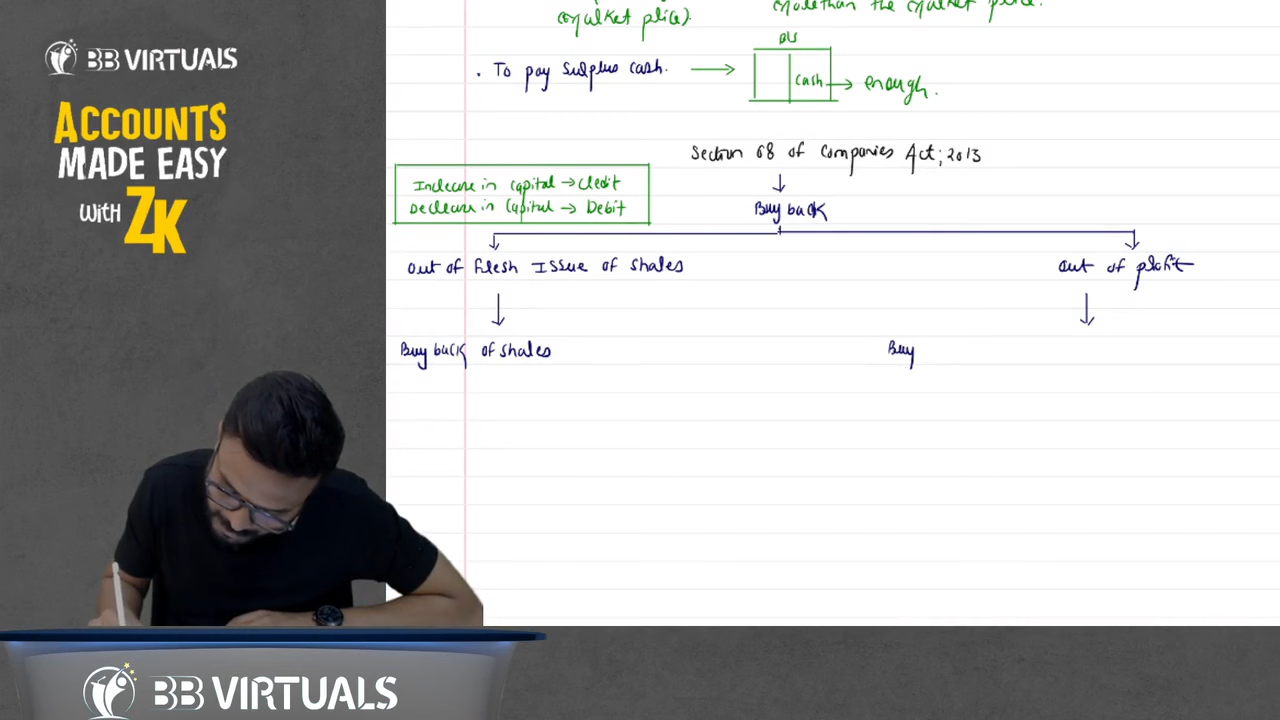 BB VIRTUALS
ACCOUNTS
MADE EASY
with ZK
market price).
more than the market price.
. To pay Surplus cash. → B/S cash → enough.
Section 68 of Companies Act, 2013
Increase in capital → Credit
Decrease in Capital → Debit
Buy back
out of fresh Issue of shares
out of profit
Buy back of shares
Buy
BB VIRTUALS